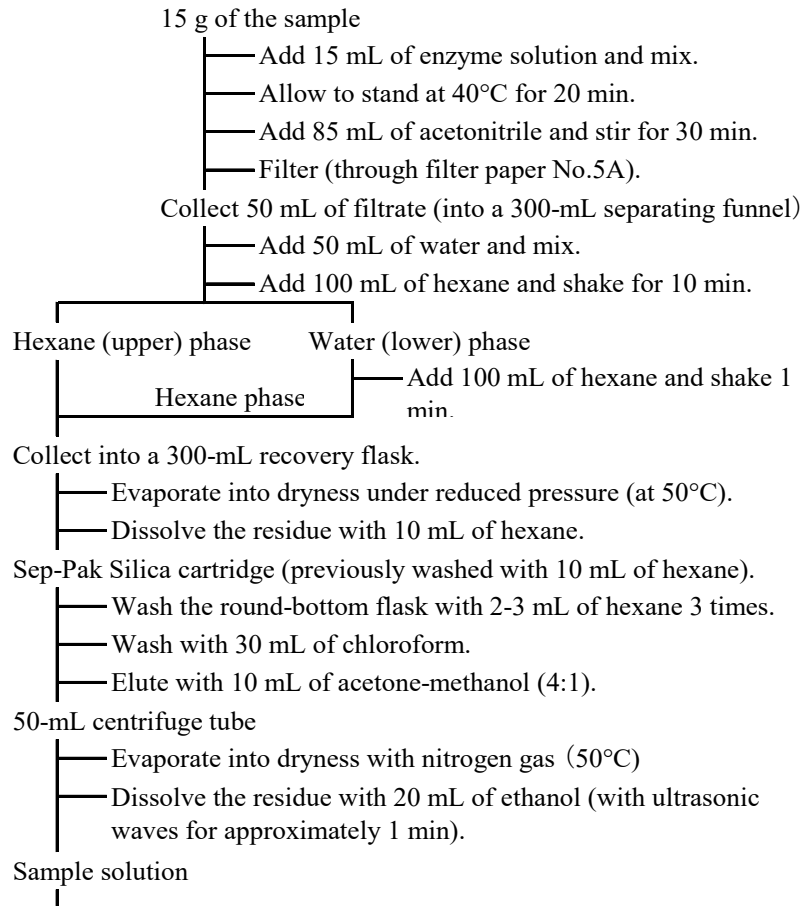 15 g of the sample
Add 15 mL of enzyme solution and mix.
Allow to stand at 40°C for 20 min.
Add 85 mL of acetonitrile and stir for 30 min.
Filter (through filter paper No.5A).
Collect 50 mL of filtrate (into a 300-mL separating funnel）
Add 50 mL of water and mix.
Add 100 mL of hexane and shake for 10 min.
Hexane (upper) phase Water (lower) phase
Add 100 mL of hexane and shake 1
min.
Hexane phase
Collect into a 300-mL recovery flask.
Evaporate into dryness under reduced pressure (at 50°C).
Dissolve the residue with 10 mL of hexane.
Sep-Pak Silica cartridge (previously washed with 10 mL of hexane).
Wash the round-bottom flask with 2-3 mL of hexane 3 times.
Wash with 30 mL of chloroform.
Elute with 10 mL of acetone-methanol (4:1).
50-mL centrifuge tube
Evaporate into dryness with nitrogen gas（50°C)
Dissolve the residue with 20 mL of ethanol (with ultrasonic
waves for approximately 1 min).
Sample solution